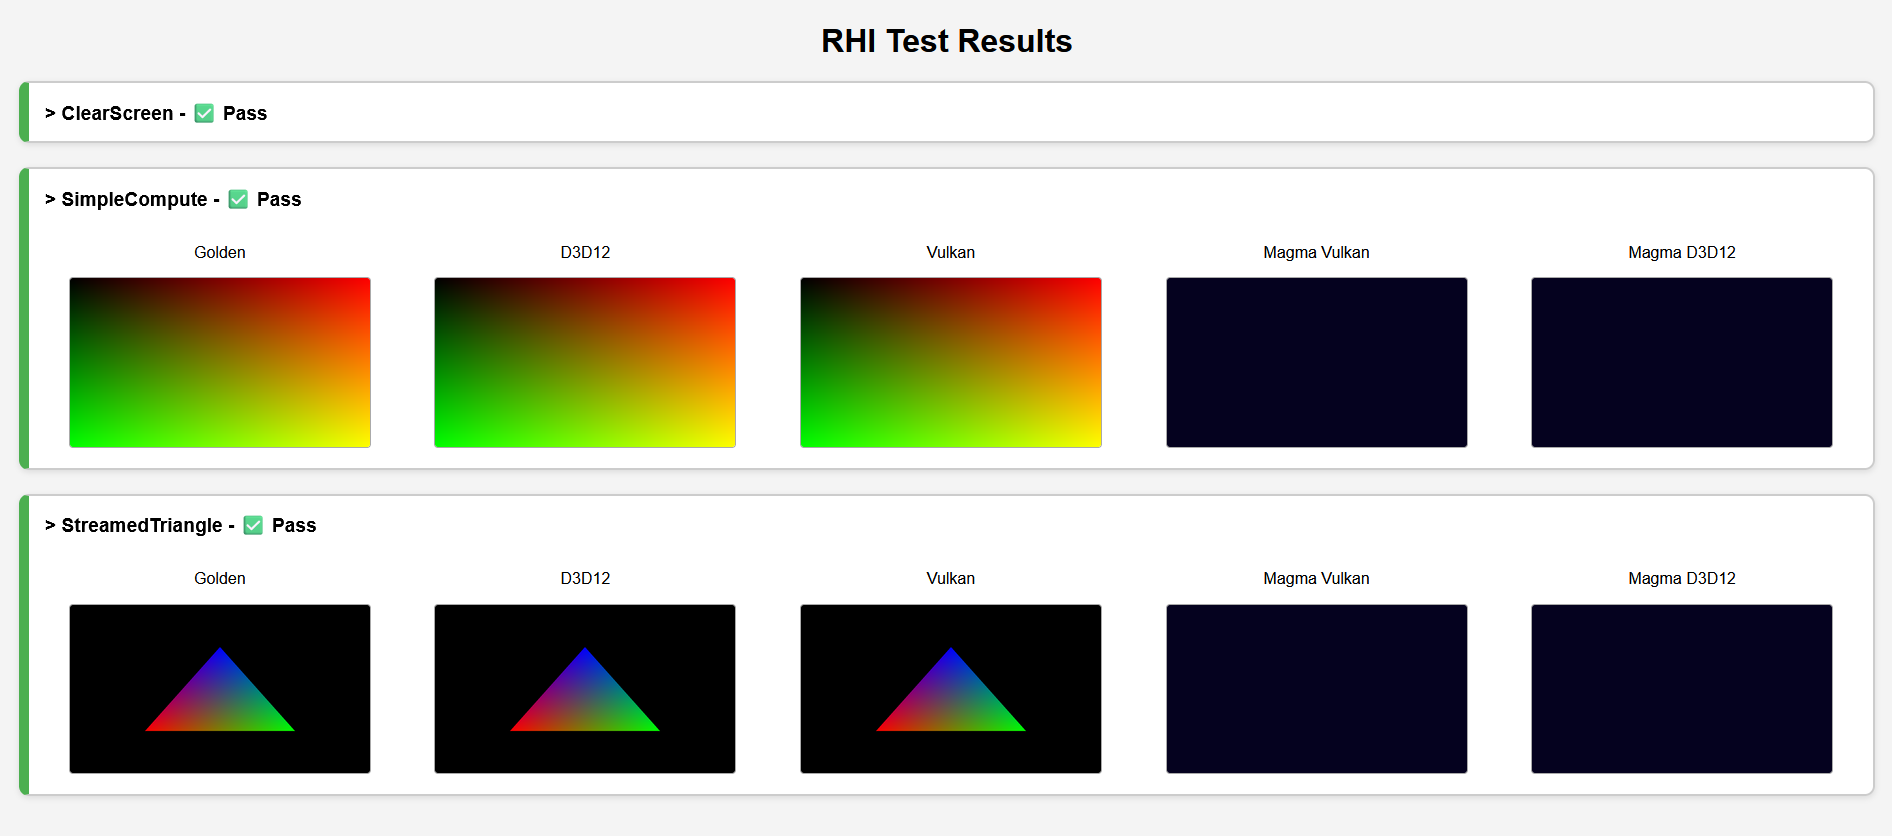 RHI Test Results
> ClearScreen - ✅ Pass
> SimpleCompute - ✅ Pass
Golden D3D12 Vulkan Magma Vulkan Magma D3D12
> StreamedTriangle - ✅ Pass
Golden D3D12 Vulkan Magma Vulkan Magma D3D12